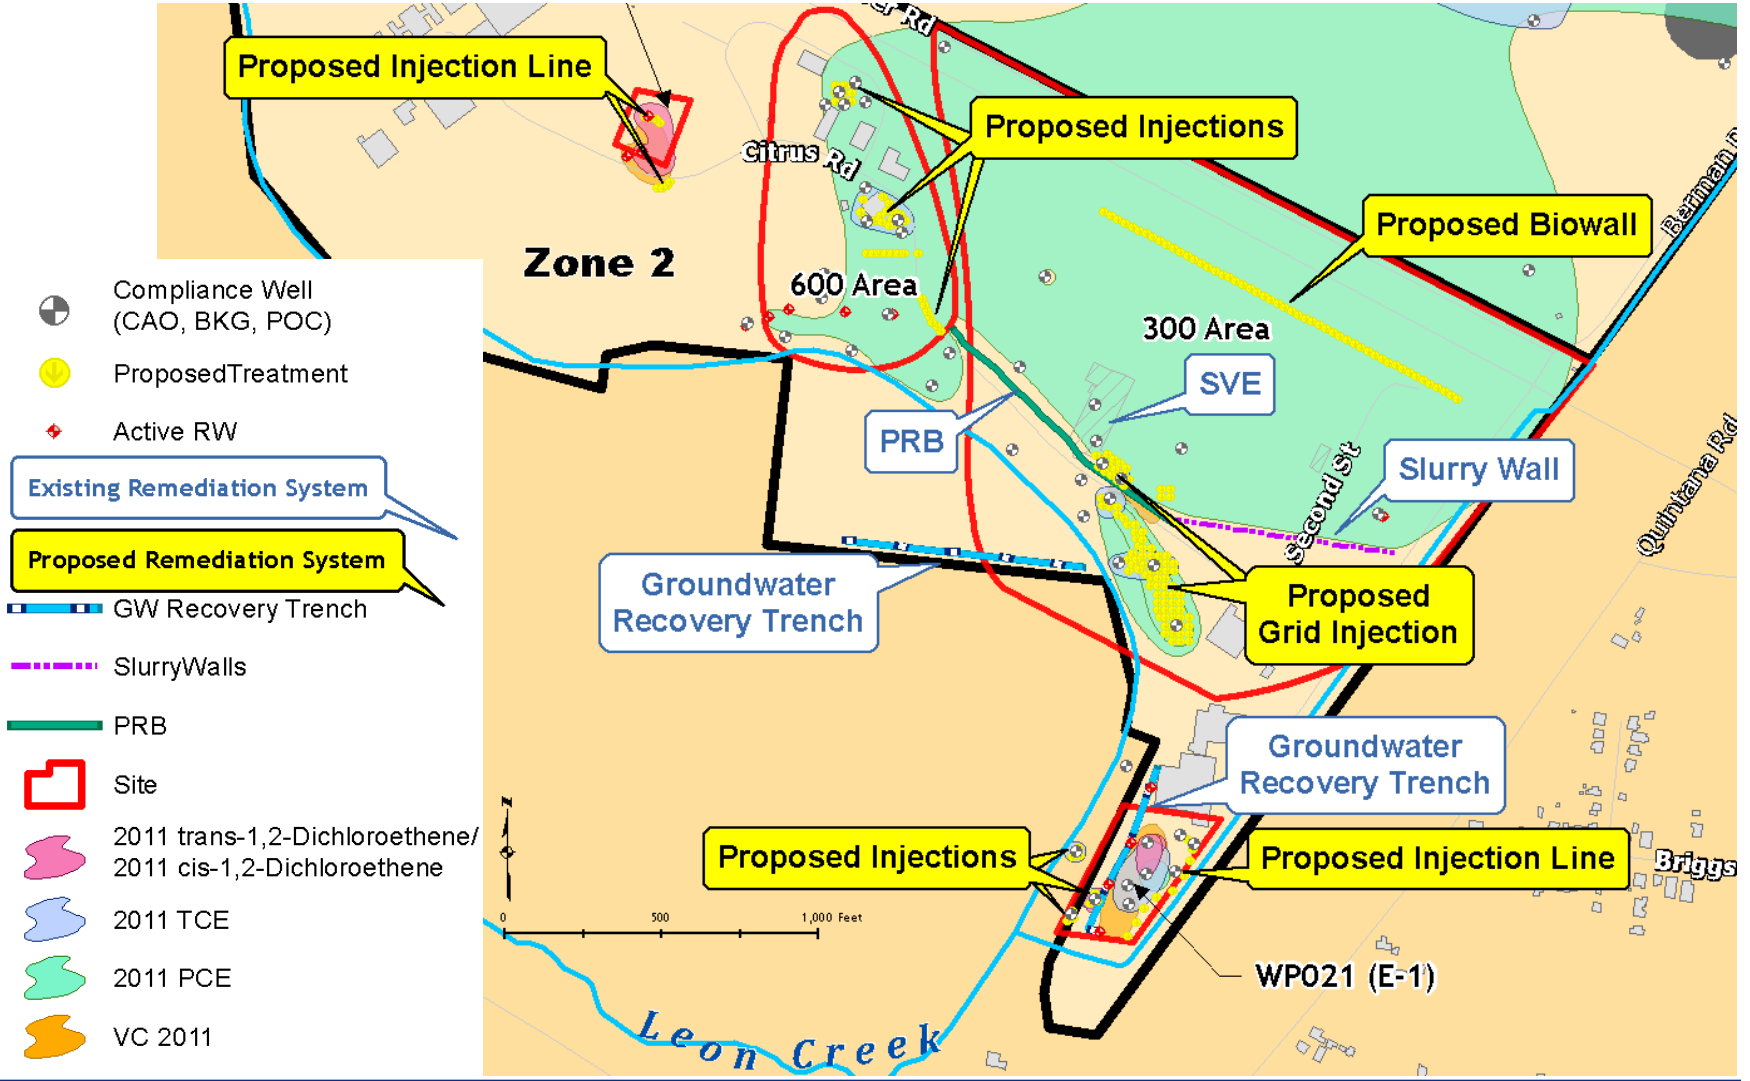 Proposed Injection Line
Proposed Injections
Citrus Rd
Proposed Biowall
Zone 2
600 Area
300 Area
SVE
PRB
Slurry Wall
Second St
Quintana Rd
Groundwater
Recovery Trench
Proposed
Grid Injection
Groundwater
Recovery Trench
Proposed Injections
Proposed Injection Line
Briggs
WP021 (E-1)
Leon Creek
N
0 500 1,000 Feet
Compliance Well
(CAO, BKG, POC)
ProposedTreatment
Active RW
Existing Remediation System
Proposed Remediation System
GW Recovery Trench
SlurryWalls
PRB
Site
2011 trans-1,2-Dichloroethene/
2011 cis-1,2-Dichloroethene
2011 TCE
2011 PCE
VC 2011